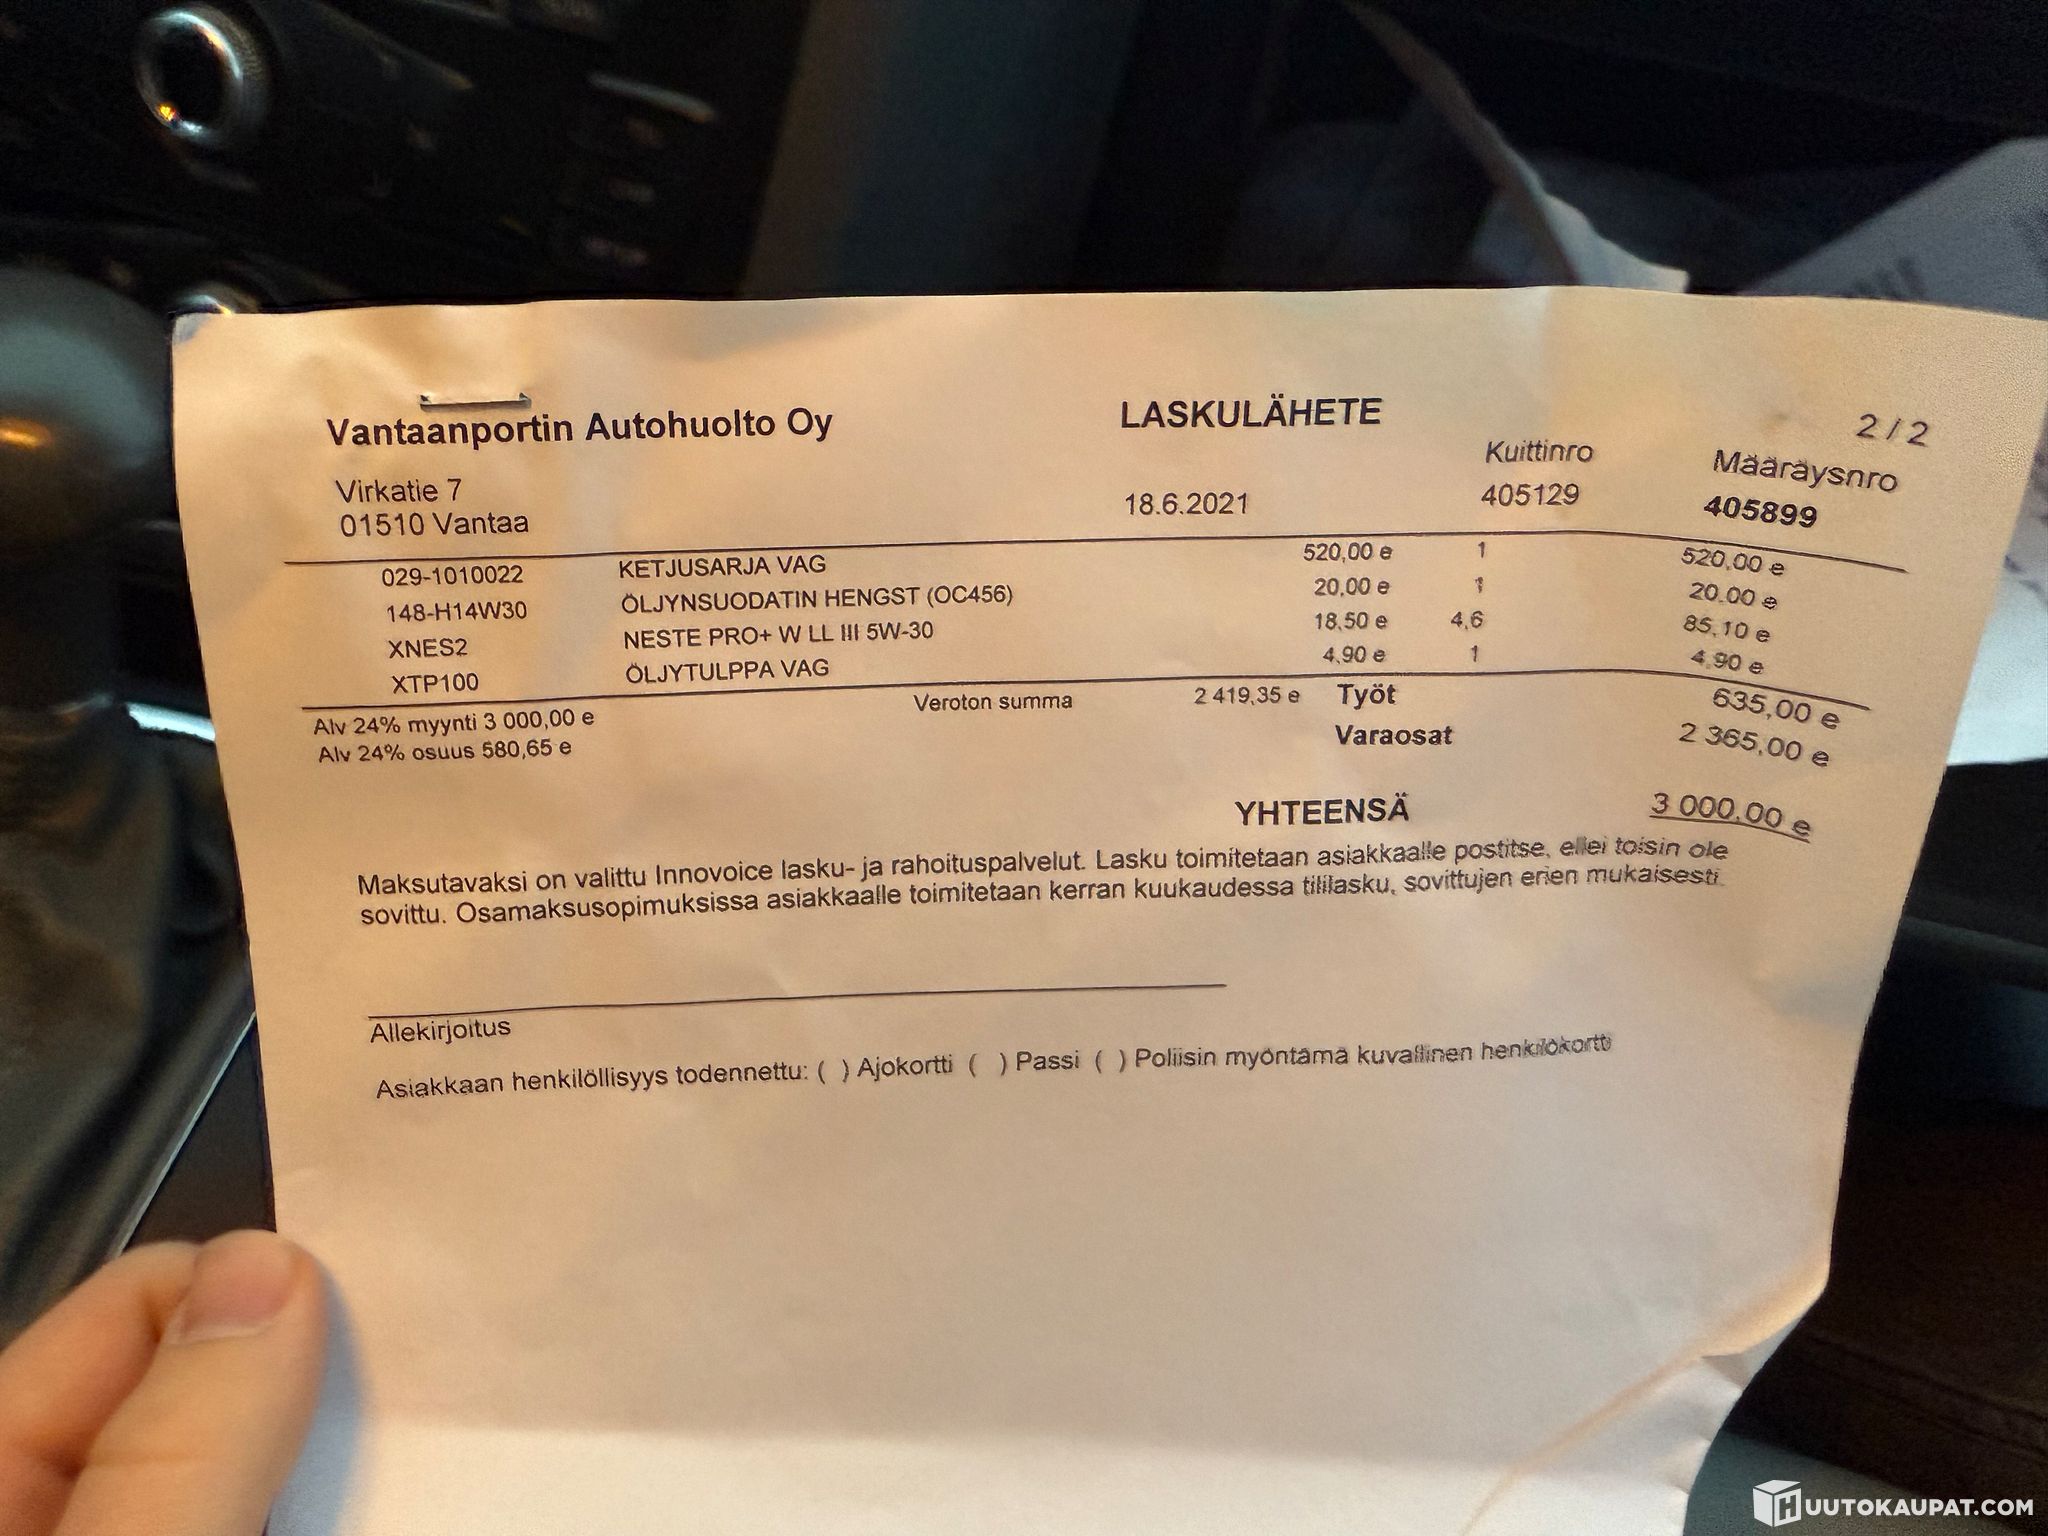 Vantaanportin Autohuolto Oy LASKULÄHETE 2 / 2
Virkatie 7
01510 Vantaa
18.6.2021
Kuittinro
405129
Määräysnro
405899
029-1010022 KETJUSARJA VAG 520,00 e 1 520,00 e
148-H14W30 ÖLJYNSUODATIN HENGST (OC456) 20,00 e 1 20.00 e
XNES2 NESTE PRO+ W LL III 5W-30 18,50 e 4,6 85,10 e
XTP100 ÖLJYTULPPA VAG 4,90 e 1 4,90 e
Alv 24% myynti 3 000,00 e Veroton summa 2 419,35 e Työt 635,00 e
Alv 24% osuus 580,65 e Varaosat 2 365,00 e
YHTEENSÄ 3 000,00 e
Maksutavaksi on valittu Innovoice lasku- ja rahoituspalvelut. Lasku toimitetaan asiakkaalle postitse, ellei toisin ole
sovittu. Osamaksusopimuksissa asiakkaalle toimitetaan kerran kuukaudessa tililasku, sovittujen erien mukaisesti.
Allekirjoitus
Asiakkaan henkilöllisyys todennettu: ( ) Ajokortti ( ) Passi ( ) Poliisin myöntämä kuvallinen henkilökortti
HUUTOKAUPAT.COM